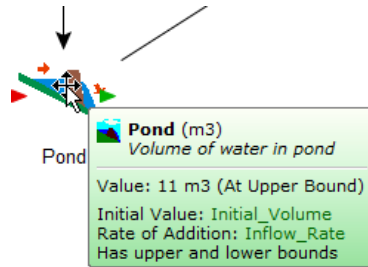 Pond
Pond (m3)
Volume of water in pond
Value: 11 m3 (At Upper Bound)
Initial Value: Initial_Volume
Rate of Addition: Inflow_Rate
Has upper and lower bounds